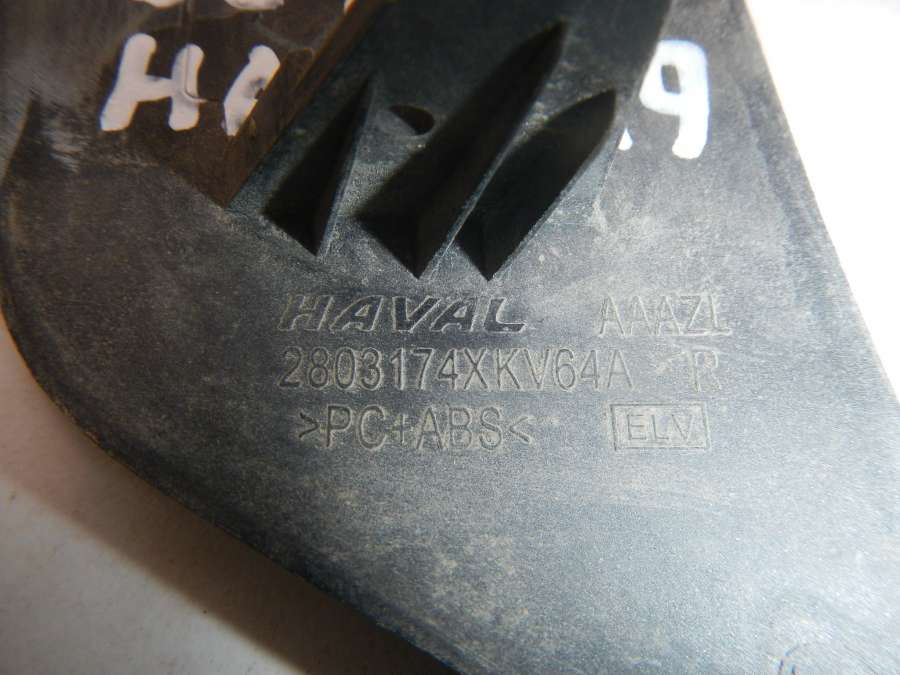 HAVAL AAAZL
2803174XKV64A R
>PC+ABS< ELV